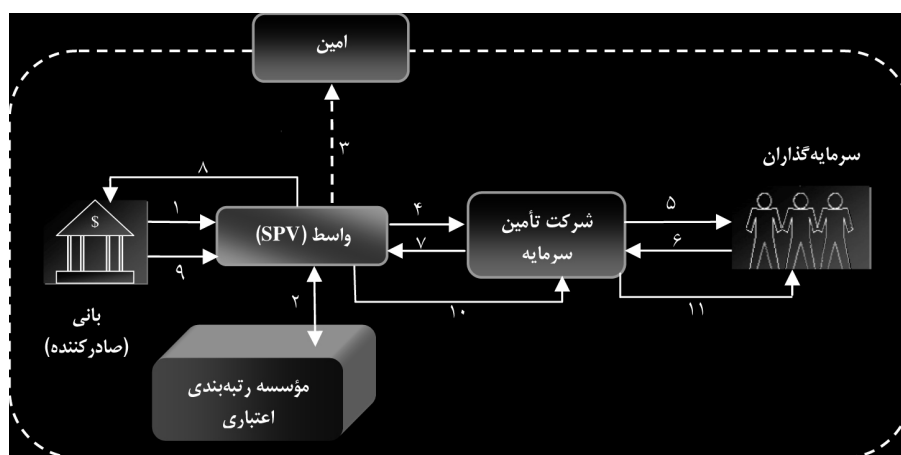 امین
۳
سرمایه‌گذاران
۸
$
۱
واسط (SPV)
۴
شرکت تأمین
سرمایه
۵
۷
۶
۹
۲
۱۰
۱۱
بانی
(صادرکننده)
مؤسسه رتبه‌بندی
اعتباری